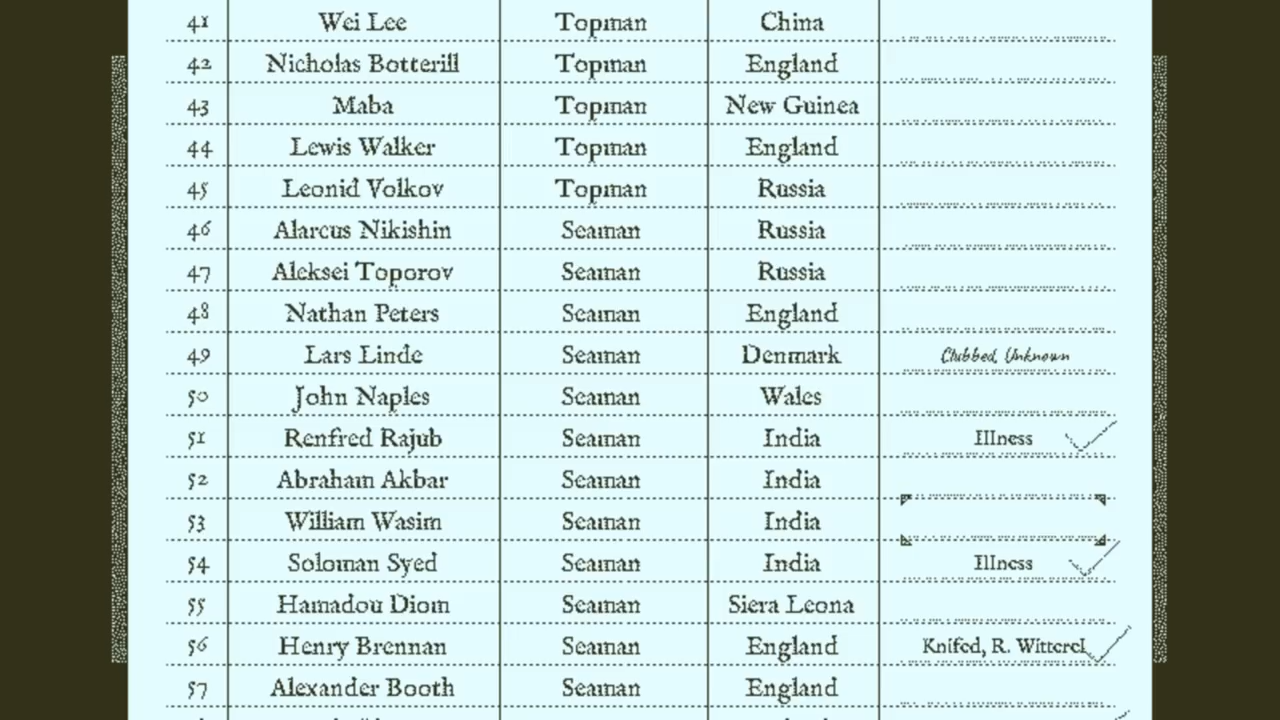 41 Wei Lee Topman China
42 Nicholas Botterill Topman England
43 Maba Topman New Guinea
44 Lewis Walker Topman England
45 Leonid Volkov Topman Russia
46 Alarcus Nikishin Seaman Russia
47 Aleksei Toporov Seaman Russia
48 Nathan Peters Seaman England
49 Lars Linde Seaman Denmark Clubbed, Unknown
50 John Naples Seaman Wales
51 Renfred Rajub Seaman India Illness
52 Abraham Akbar Seaman India
53 William Wasim Seaman India
54 Soloman Syed Seaman India Illness
55 Hamadou Diom Seaman Siera Leona
56 Henry Brennan Seaman England Knifed, R. Witterel
57 Alexander Booth Seaman England